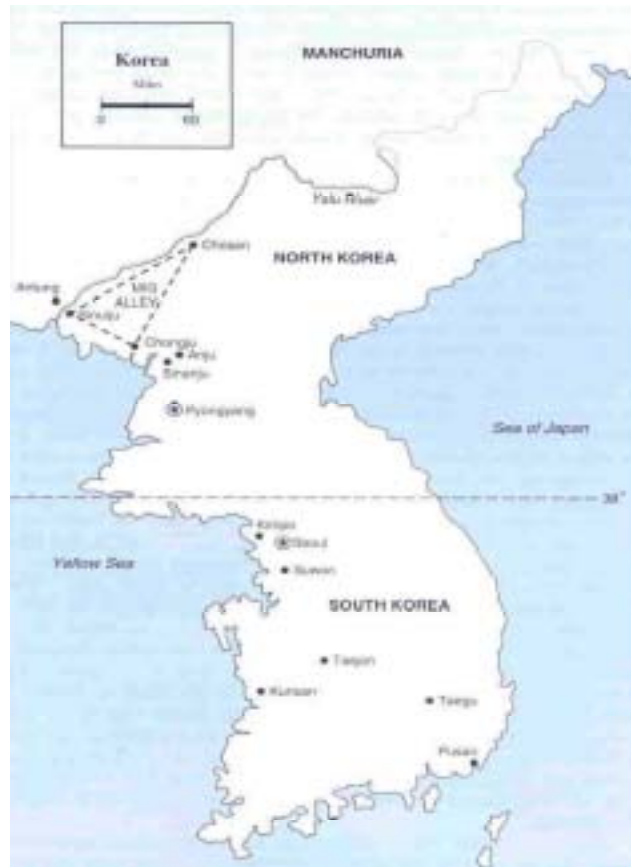 MANCHURIA
Korea
Miles
0 60
Yalu River
Chosan
NORTH KOREA
Antung
MIG
ALLEY
Sinuiju
Chongju
Anju
Sinanju
Pyongyang
Sea of Japan
38°
Kimpo
Seoul
Yellow Sea
Suwon
SOUTH KOREA
Taejon
Kunsan
Taegu
Pusan